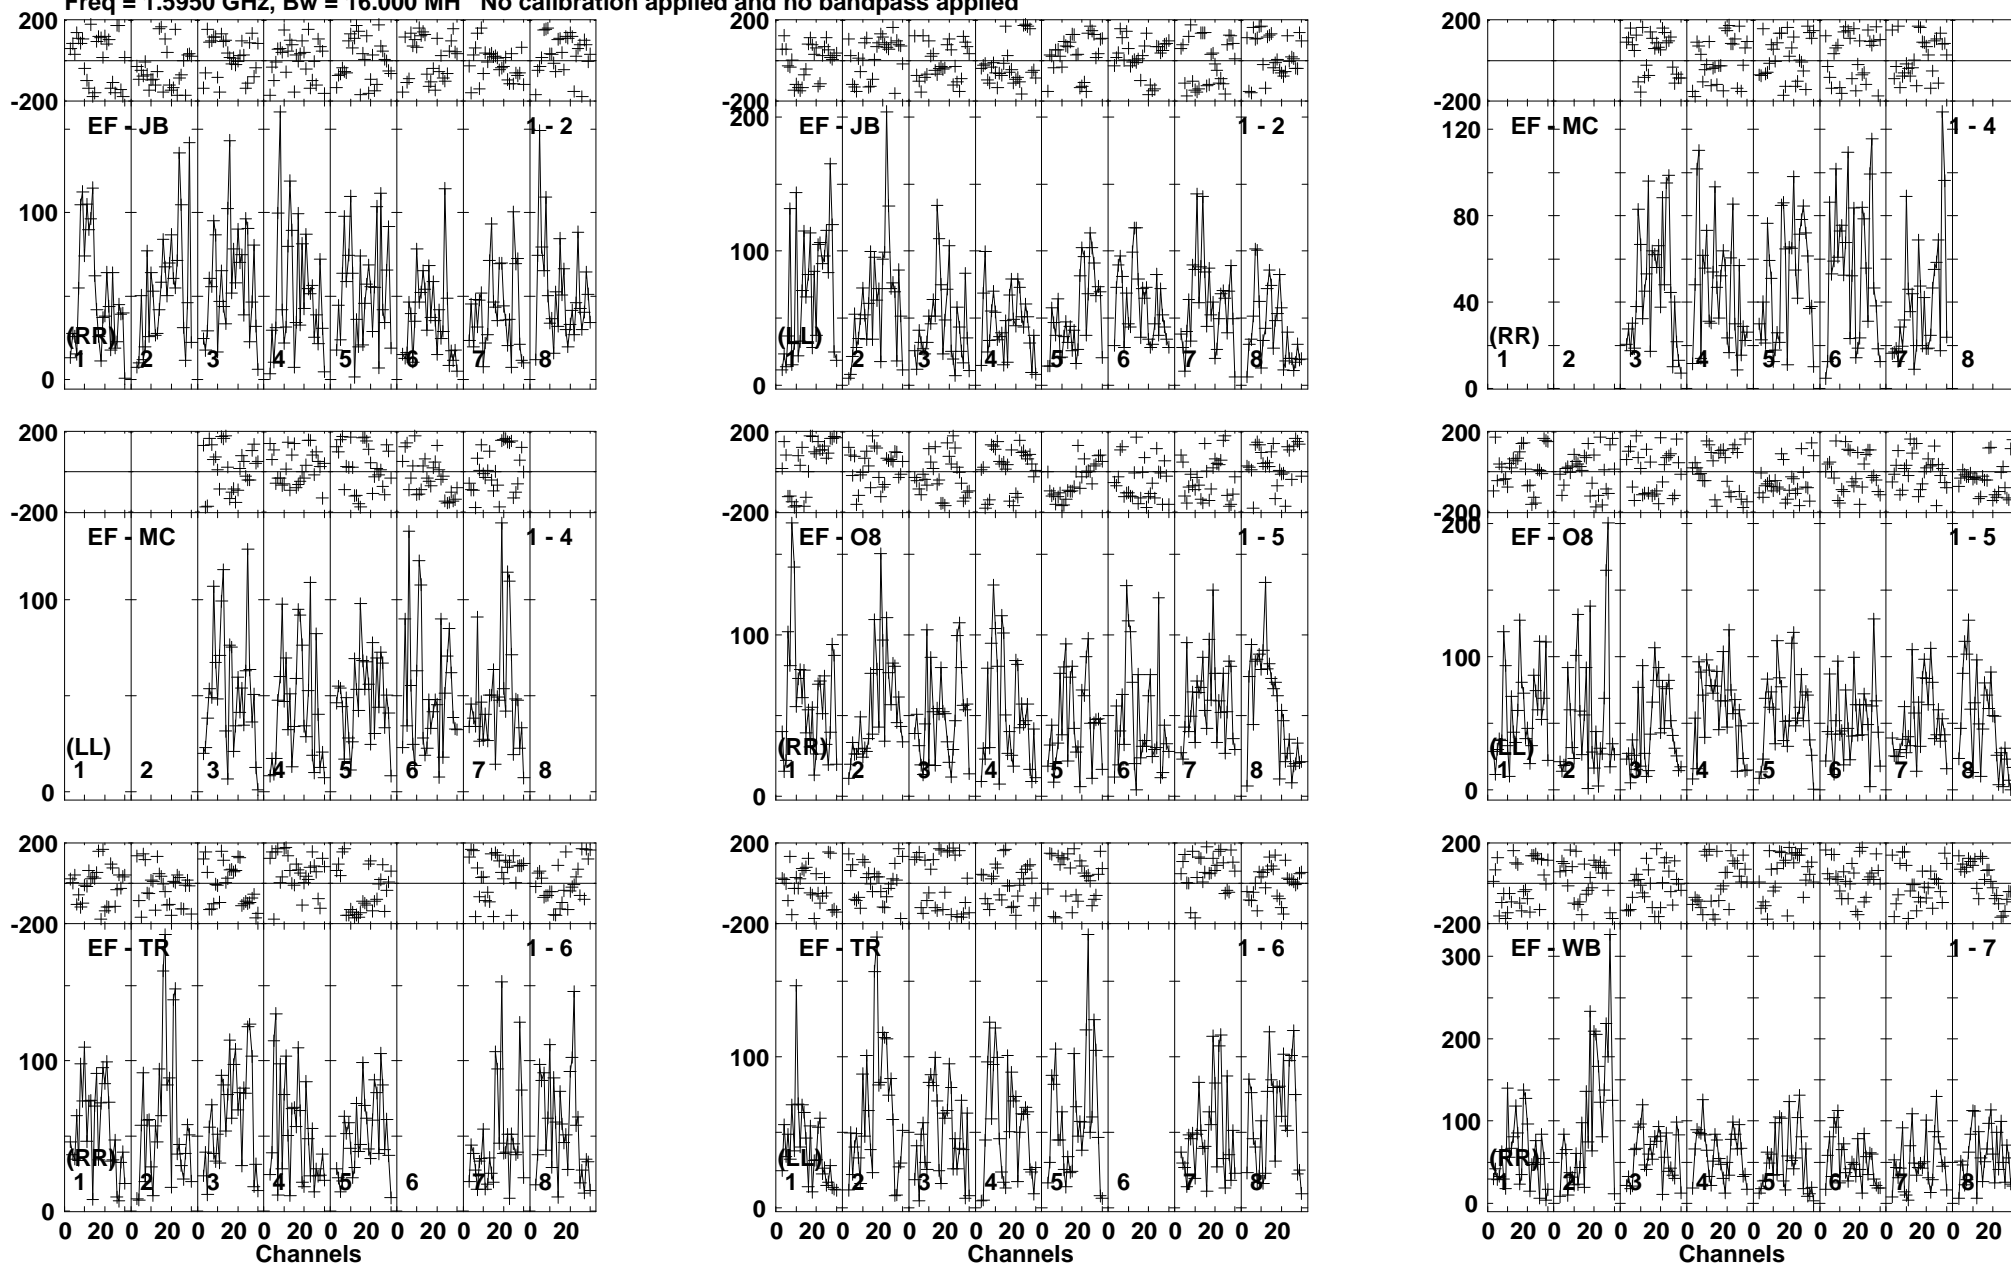 Freq = 1.5950 GHz, Bw = 16.000 MH No calibration applied and no bandpass applied
200 200 200
-200 -200 -200
EF - JB 1 - 2 EF - JB 1 - 2 EF - MC 1 - 4
200 120
100 100 80
40
(RR) (LL) (RR)
1 2 3 4 5 6 7 8 1 2 3 4 5 6 7 8 1 2 3 4 5 6 7 8
0 0 0
200 200 200
-200 -200 -200
EF - MC 1 - 4 EF - O8 1 - 5 EF - O8 1 - 5
200
100 100 100
(LL) (RR) (LL)
1 2 3 4 5 6 7 8 1 2 3 4 5 6 7 8 1 2 3 4 5 6 7 8
0 0 0
200 200 200
-200 -200 -200
EF - TR 1 - 6 EF - TR 1 - 6 EF - WB 1 - 7
300
200
100 100 100
(RR) (LL) (RR)
1 2 3 4 5 6 7 8 1 2 3 4 5 6 7 8 1 2 3 4 5 6 7 8
0 0 0
0 20 0 20 0 20 0 20 0 20 0 20 0 20 0 20 0 20 0 20 0 20 0 20 0 20 0 20 0 20 0 20 0 20 0 20 0 20 0 20 0 20 0 20 0 20 0 20
Channels Channels Channels